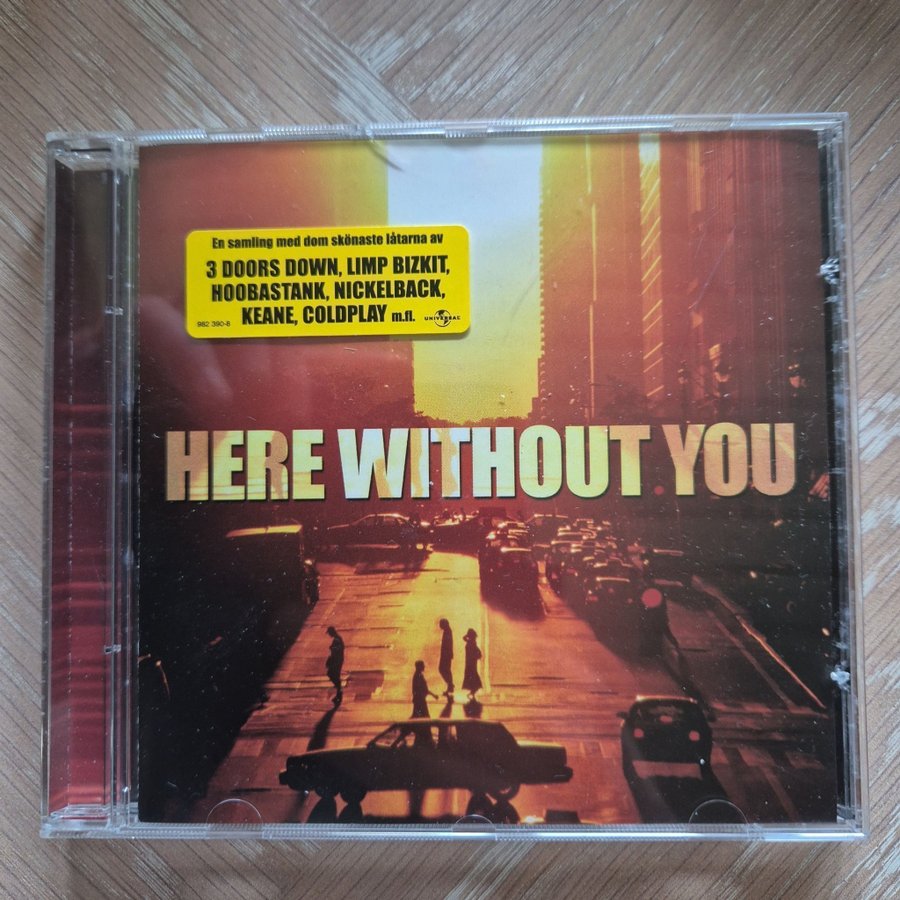 En samling med dom skönaste låtarna av
3 DOORS DOWN, LIMP BIZKIT,
HOOBASTANK, NICKELBACK,
KEANE, COLDPLAY m.fl.
982 390-8
UNIVERSAL
HERE WITHOUT YOU